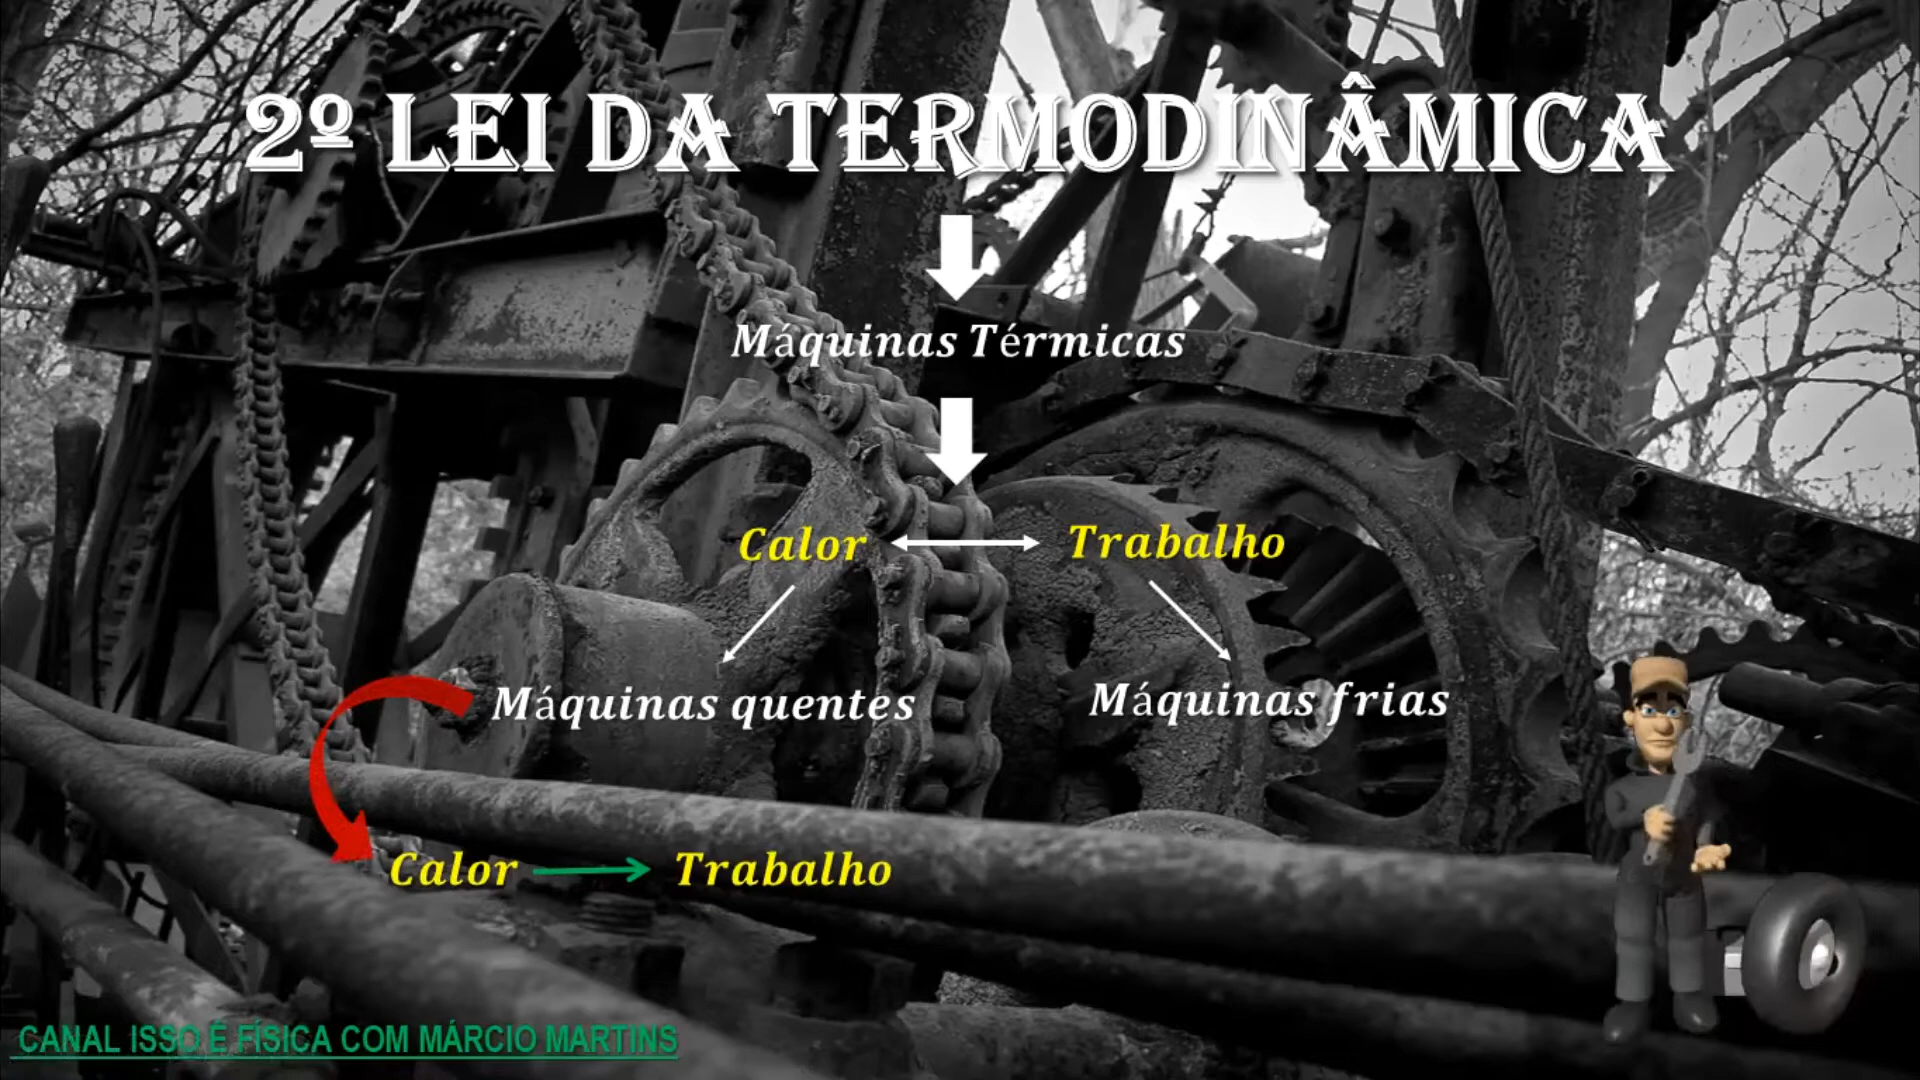 2º LEI DA TERMODINÂMICA
Máquinas Térmicas
Calor Trabalho
Máquinas quentes Máquinas frias
Calor Trabalho
CANAL ISSO É FÍSICA COM MÁRCIO MARTINS